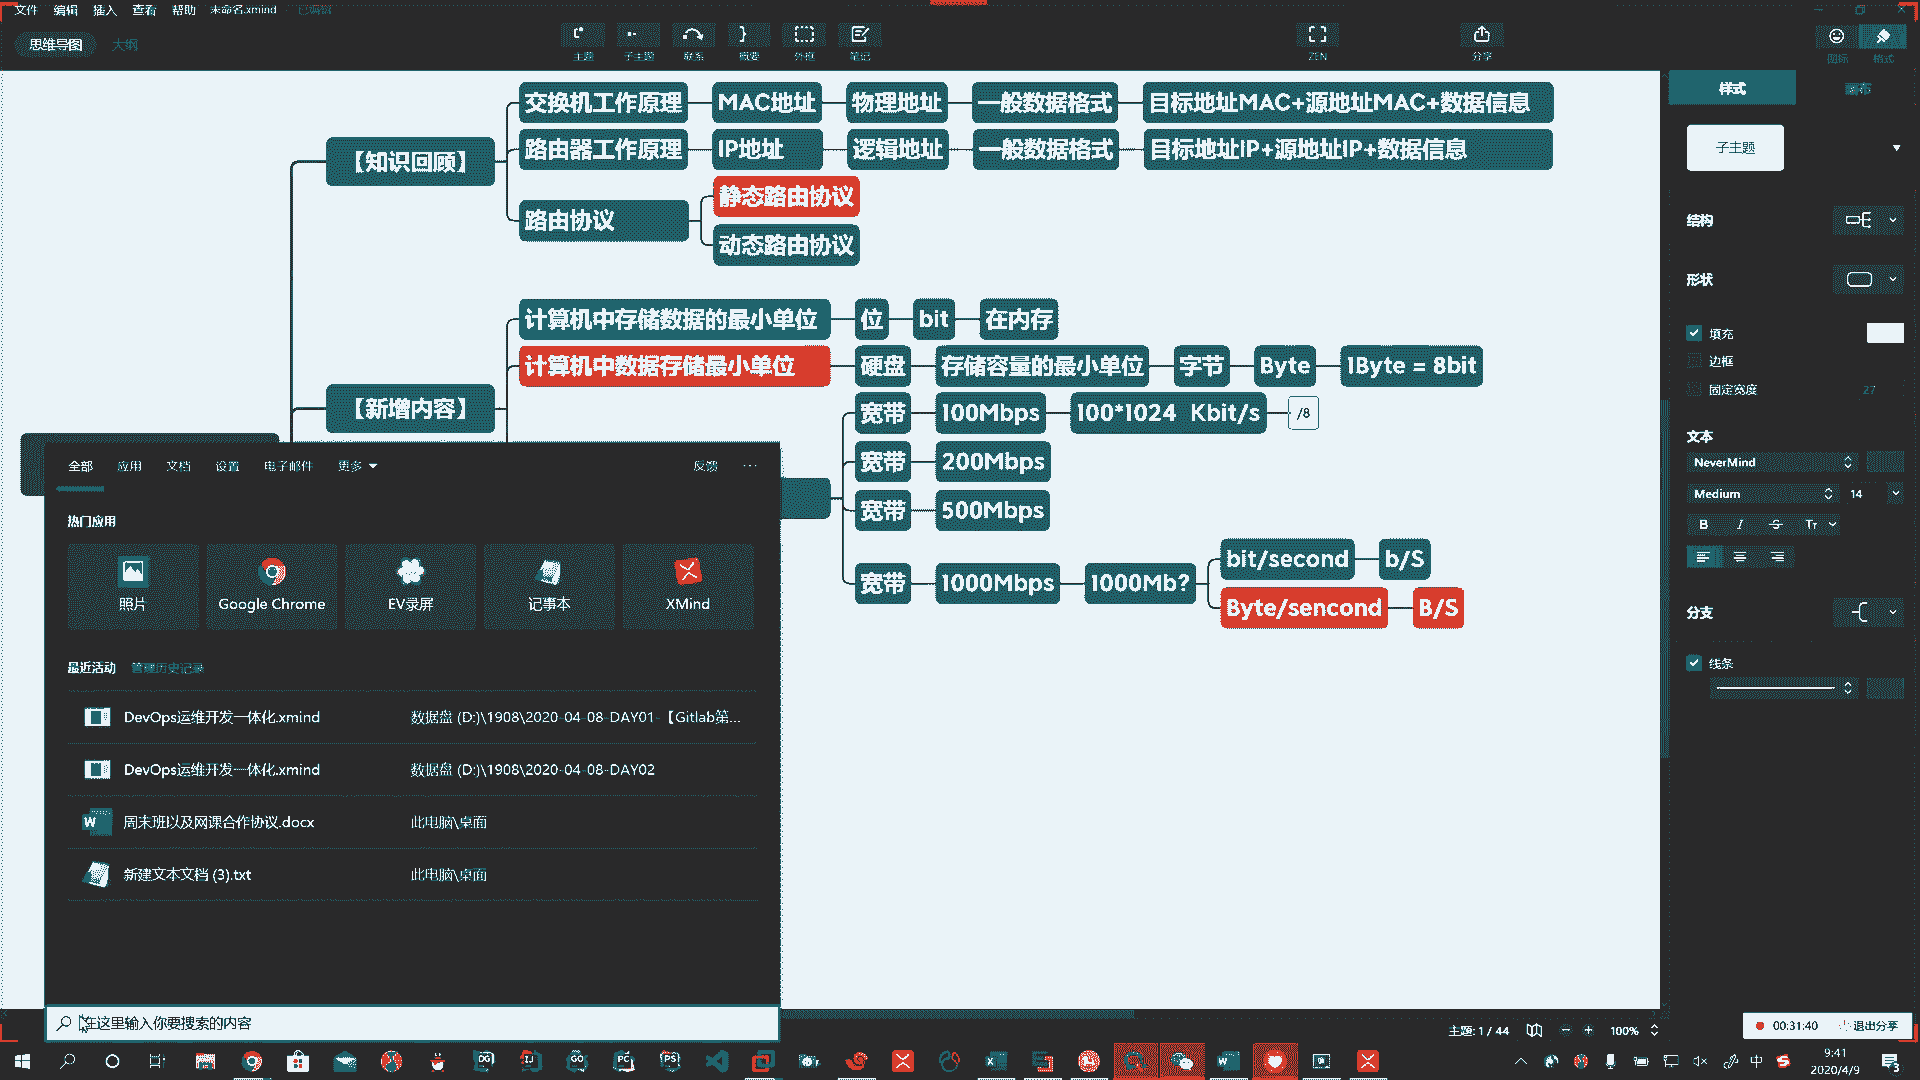 文件 编辑 插入 查看 帮助 未命名.xmind - 已编辑
思维导图 大纲
主题 子主题 联系 概要 外框 笔记 ZEN 分享 图标 格式
【知识回顾】
交换机工作原理 MAC地址 物理地址 一般数据格式 目标地址MAC+源地址MAC+数据信息
路由器工作原理 IP地址 逻辑地址 一般数据格式 目标地址IP+源地址IP+数据信息
路由协议
静态路由协议
动态路由协议
【新增内容】
计算机中存储数据的最小单位 位 bit 在内存
计算机中数据存储最小单位 硬盘 存储容量的最小单位 字节 Byte 1Byte = 8bit
宽带 100Mbps 100*1024 Kbit/s /8
宽带 200Mbps
宽带 500Mbps
宽带 1000Mbps 1000Mb?
bit/second b/S
Byte/sencond B/S
样式 画布
子主题
结构
形状
填充
边框
固定宽度 27
文本
NeverMind
Medium 14
B I S Tr
分支
线条
全部 应用 文档 设置 电子邮件 更多 反馈 ...
热门应用
照片 Google Chrome EV录屏 记事本 XMind
最近活动 管理历史记录
DevOps运维开发一体化.xmind 数据盘 (D:)\1908\2020-04-08-DAY01-【Gitlab第...
DevOps运维开发一体化.xmind 数据盘 (D:)\1908\2020-04-08-DAY02
周末班以及网课合作协议.docx 此电脑\桌面
新建文本文档 (3).txt 此电脑\桌面
在这里输入你要搜索的内容
主题: 1 / 44 100%
00:31:40 退出分享
DG IJ GO PC PS
中
9:41
2020/4/9
3